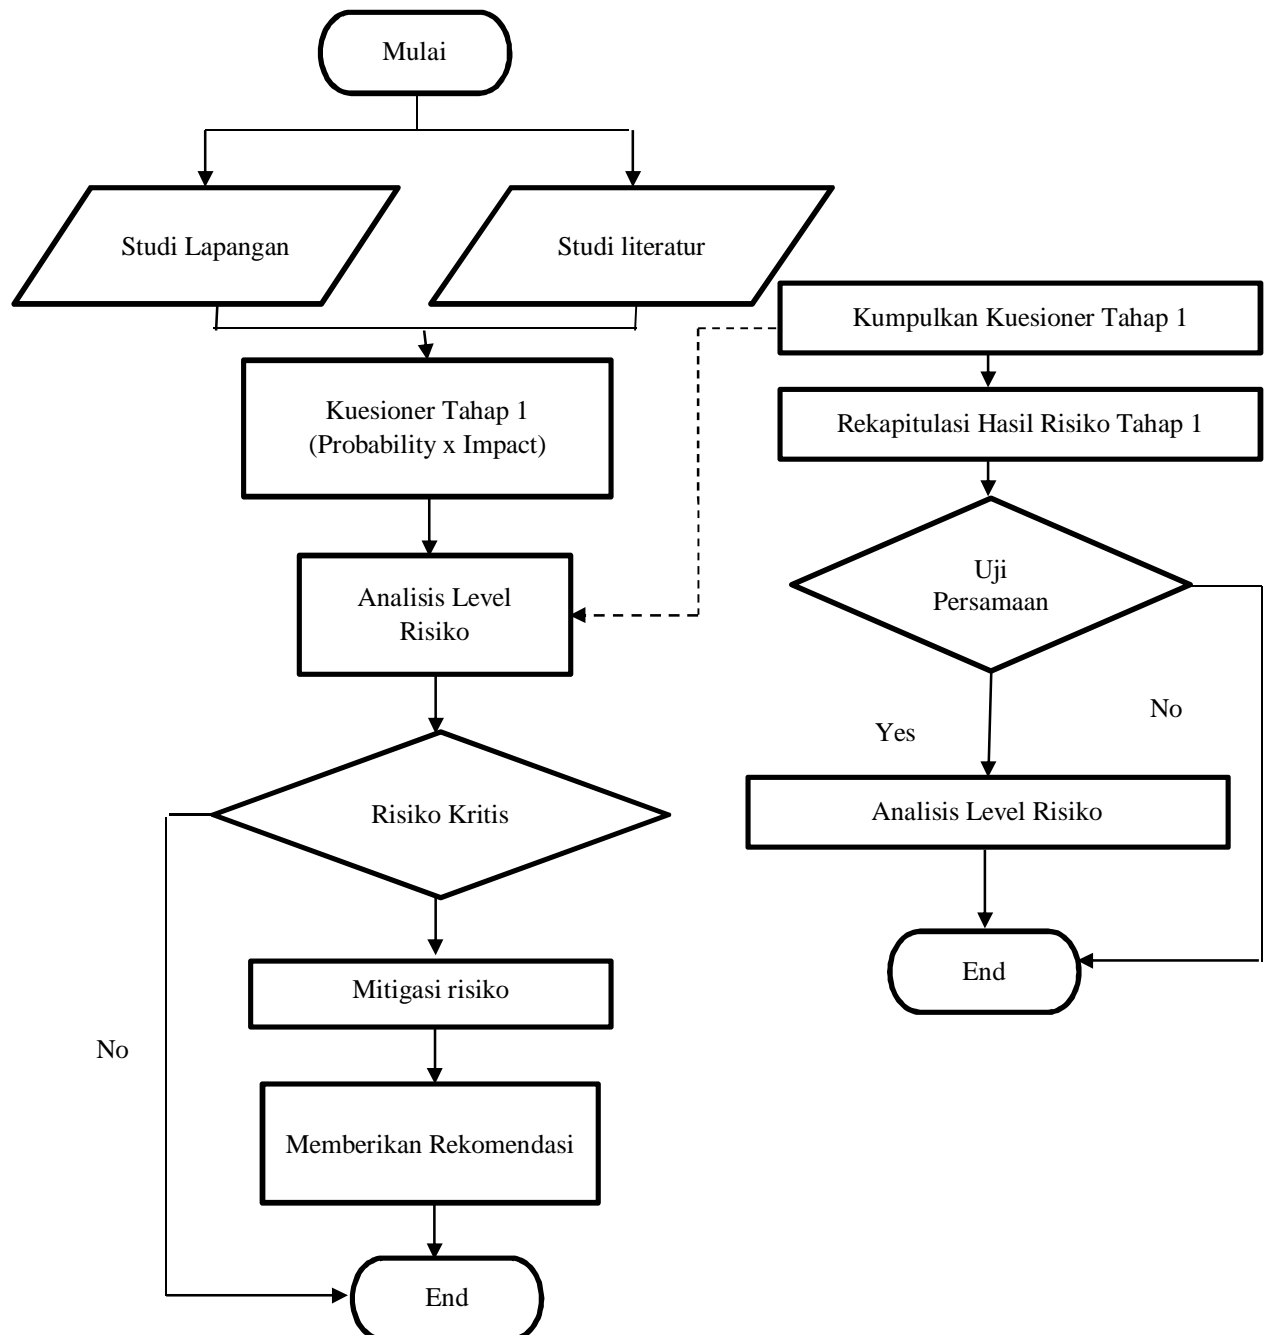 Mulai
Studi Lapangan
Studi literatur
Kuesioner Tahap 1
(Probability x Impact)
Analisis Level
Risiko
Risiko Kritis
No
Mitigasi risiko
Memberikan Rekomendasi
End
Kumpulkan Kuesioner Tahap 1
Rekapitulasi Hasil Risiko Tahap 1
Uji
Persamaan
Yes
No
Analisis Level Risiko
End